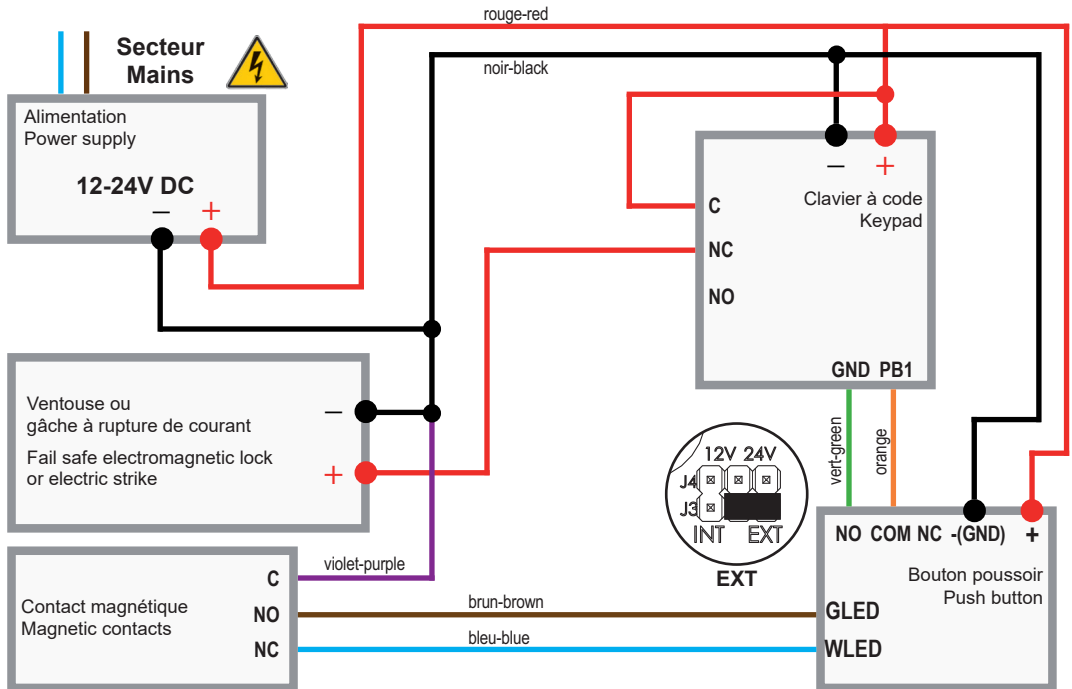 rouge-red
Secteur
Mains
noir-black
Alimentation
Power supply
12-24V DC
− +
− +
Clavier à code
Keypad
C
NC
NO
GND PB1
Ventouse ou
gâche à rupture de courant
Fail safe electromagnetic lock
or electric strike
−
+
vert-green
orange
12V 24V
J4
J3
INT EXT
EXT
NO COM NC -(GND) +
Bouton poussoir
Push button
GLED
WLED
violet-purple
Contact magnétique
Magnetic contacts
C
NO
NC
brun-brown
bleu-blue